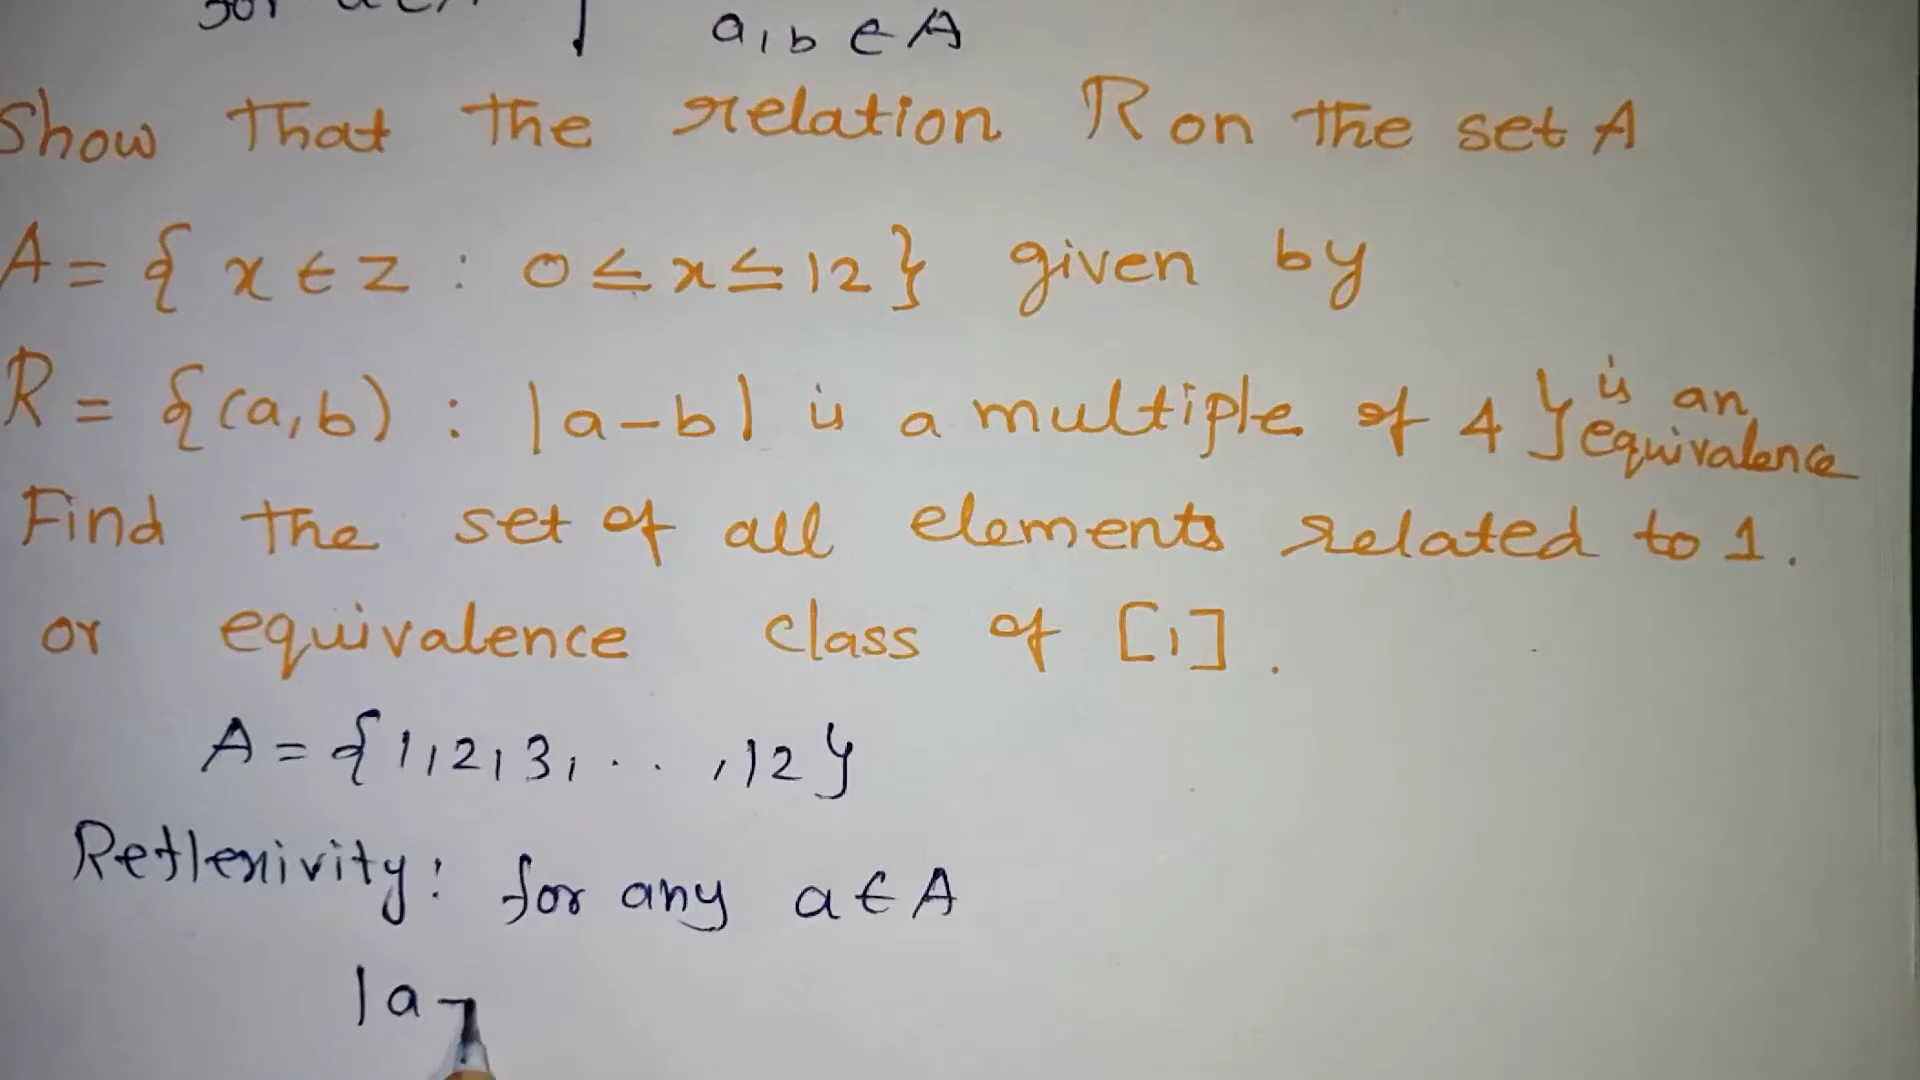 a, b ∈ A
Show that the relation R on the set A
A = { x ∈ Z : 0 ≤ x ≤ 12 } given by
R = {(a,b) : |a-b| is a multiple of 4 } is an equivalence
Find the set of all elements related to 1.
or equivalence class of [1].
A = {1,2,3, . . . ,12}
Reflexivity: for any a ∈ A
|a -